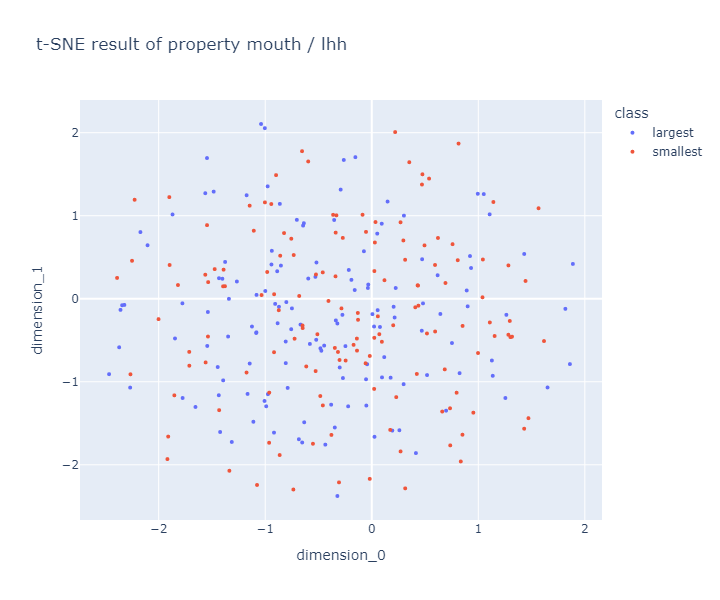 t-SNE result of property mouth / lhh
class
largest
smallest
2
1
0
−1
−2
dimension_1
−2
−1
0
1
2
dimension_0